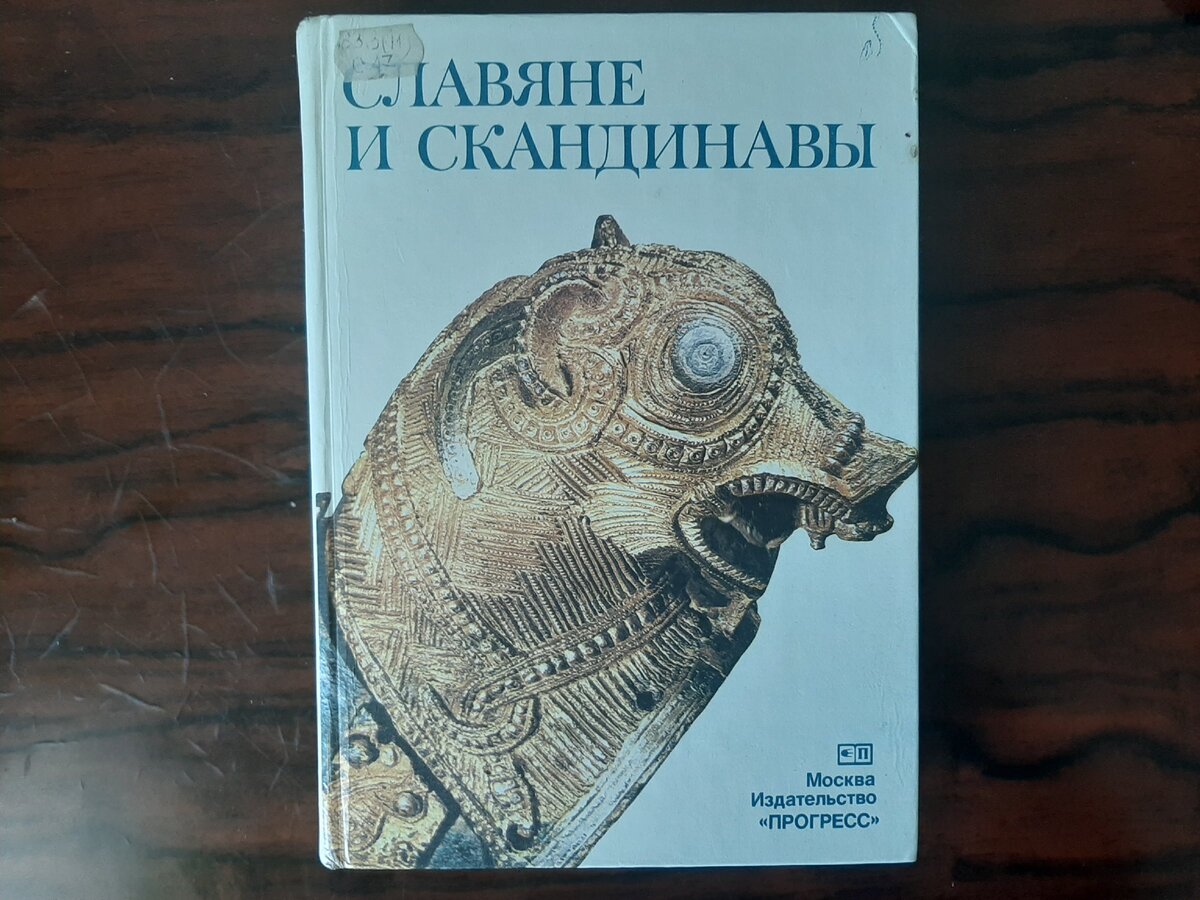 СЛАВЯНЕ
И СКАНДИНАВЫ
Москва
Издательство
«ПРОГРЕСС»